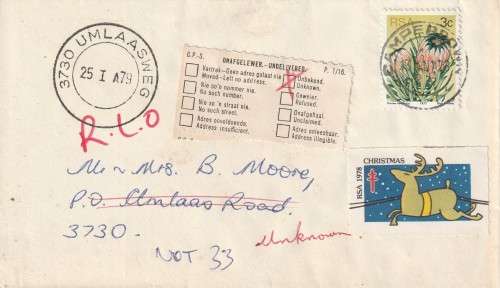 3730 UMLAASWEG
25 I A79
R.L.O
G.P.-S.
ONAFGELEWER - UNDELIVERED
P. 1/10.
Vertrek—Geen adres gelaat nie.
Moved—Left no address.
Nie so'n nommer nie.
No such number.
Nie so'n straat nie.
No such street.
Adres onvoldoende.
Address insufficient.
Onbekend.
Unknown.
Geweier.
Refused.
Onafgehaal.
Unclaimed.
Adres onleesbaar.
Address illegible.
RSA 3c
CHRISTMAS
RSA 1978
Mr & Mrs. B. Moore,
P.O. Umlaas Road.
3730.
NOT 33
Unknown